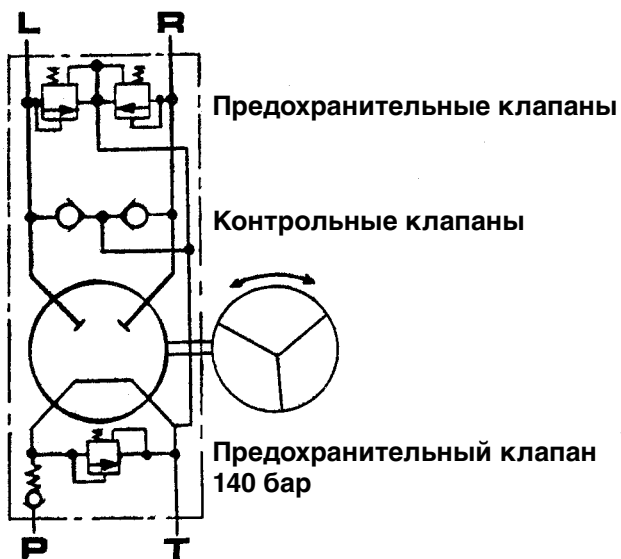 L R
Предохранительные клапаны
Контрольные клапаны
Предохранительный клапан
140 бар
P T